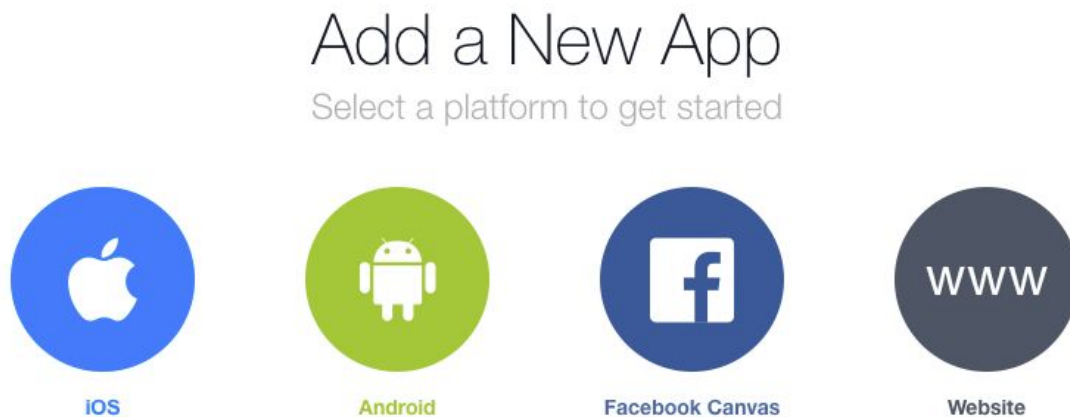 Add a New App
Select a platform to get started
f
www
iOS
Android
Facebook Canvas
Website